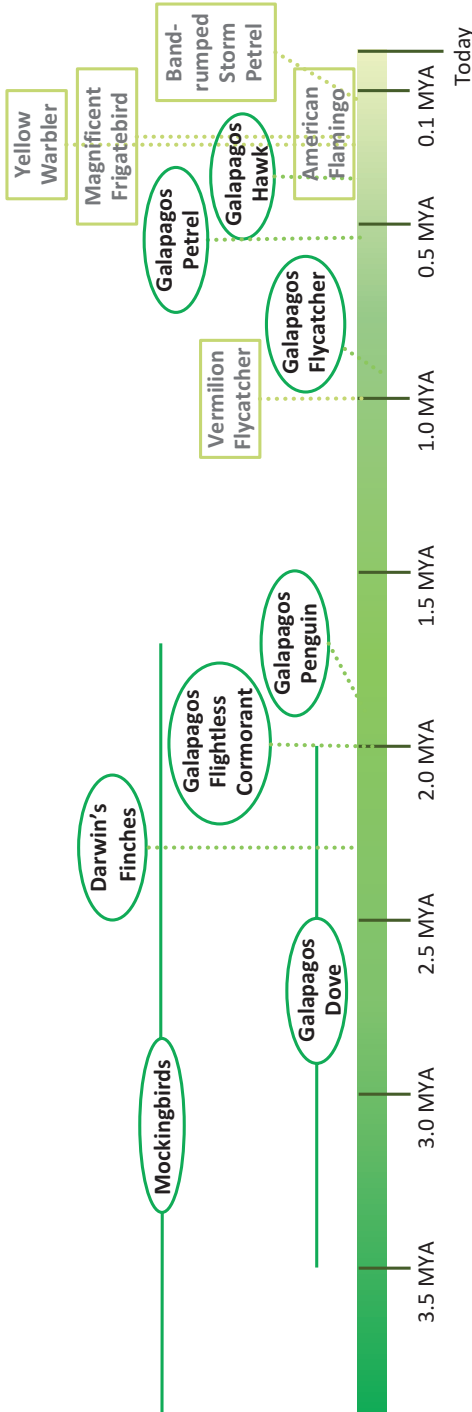 Mockingbirds
Darwin's
Finches
Galapagos
Dove
Galapagos
Flightless
Cormorant
Galapagos
Penguin
Vermilion
Flycatcher
Galapagos
Flycatcher
Galapagos
Petrel
Galapagos
Hawk
Yellow
Warbler
Magnificent
Frigatebird
Band-
rumped
Storm
Petrel
American
Flamingo
3.5 MYA
3.0 MYA
2.5 MYA
2.0 MYA
1.5 MYA
1.0 MYA
0.5 MYA
0.1 MYA
Today